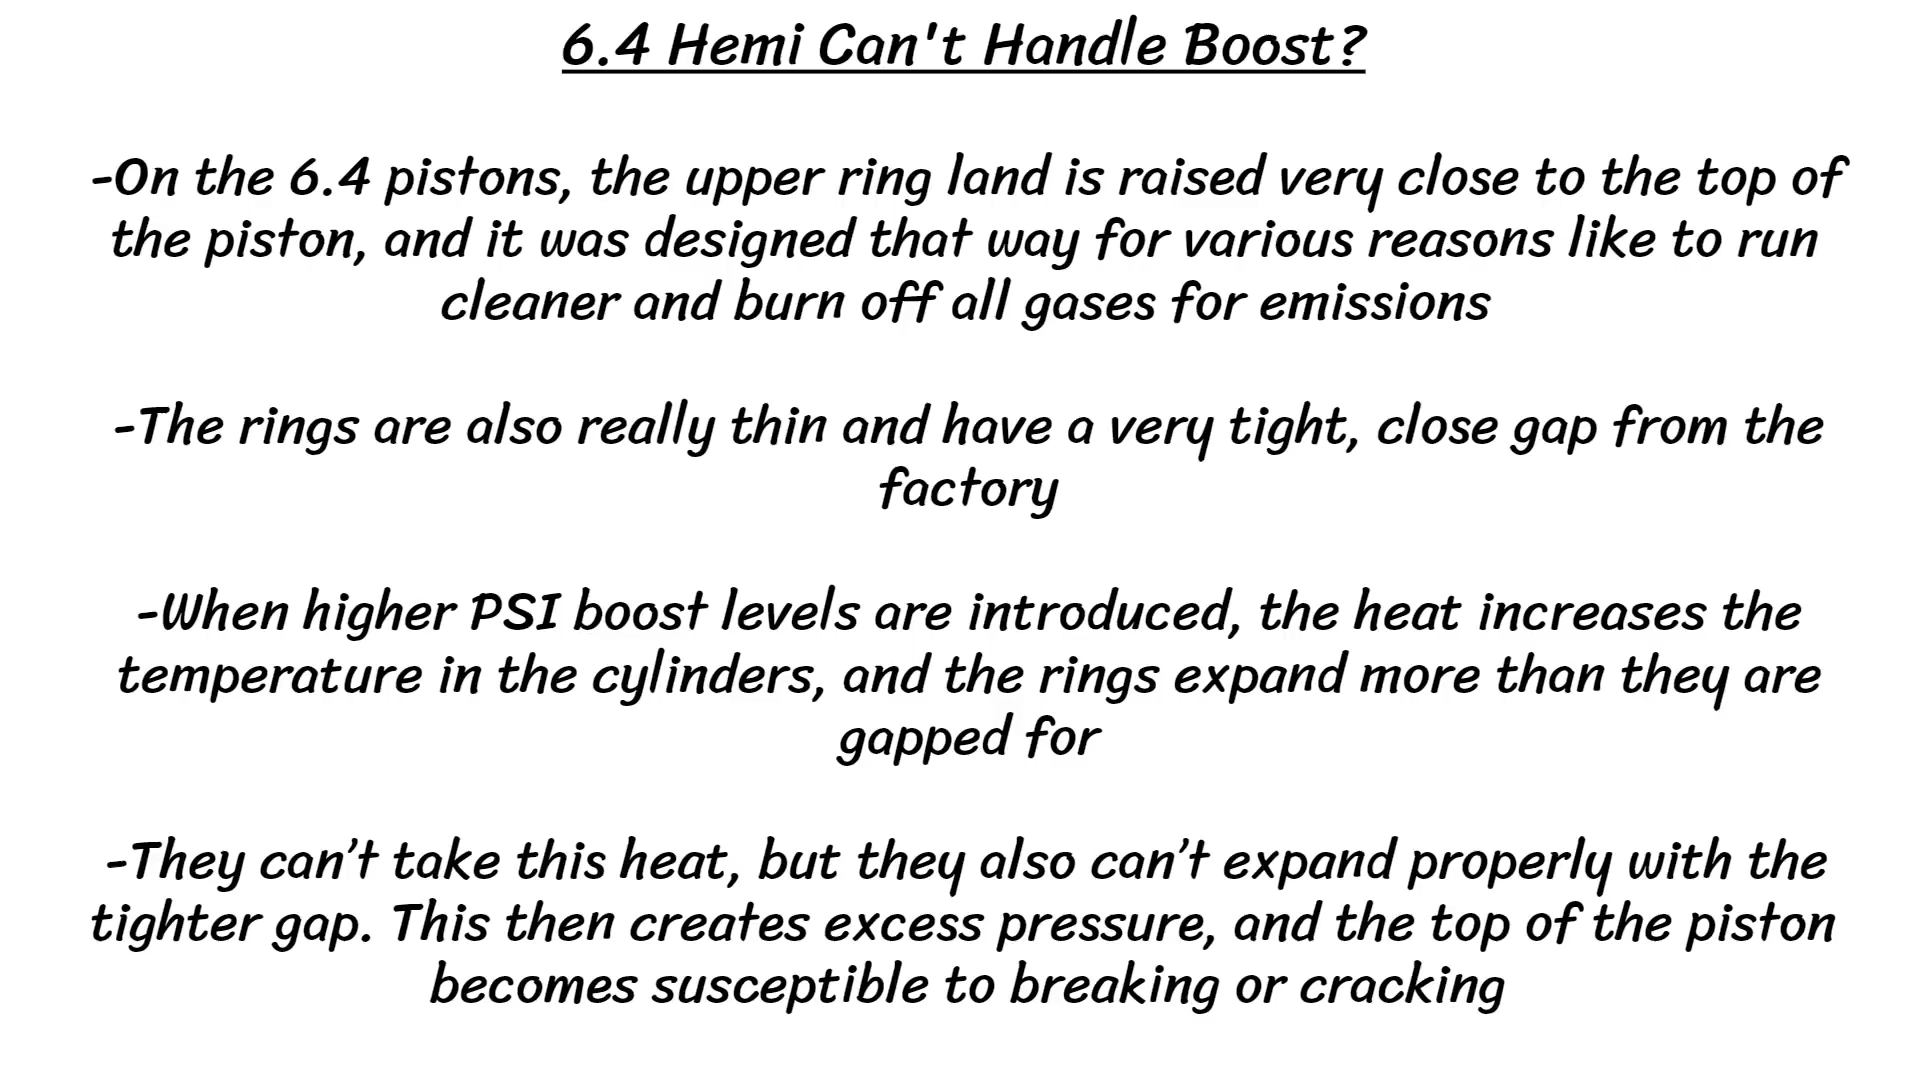 6.4 Hemi Can't Handle Boost?
-On the 6.4 pistons, the upper ring land is raised very close to the top of
the piston, and it was designed that way for various reasons like to run
cleaner and burn off all gases for emissions
-The rings are also really thin and have a very tight, close gap from the
factory
-When higher PSI boost levels are introduced, the heat increases the
temperature in the cylinders, and the rings expand more than they are
gapped for
-They can’t take this heat, but they also can’t expand properly with the
tighter gap. This then creates excess pressure, and the top of the piston
becomes susceptible to breaking or cracking